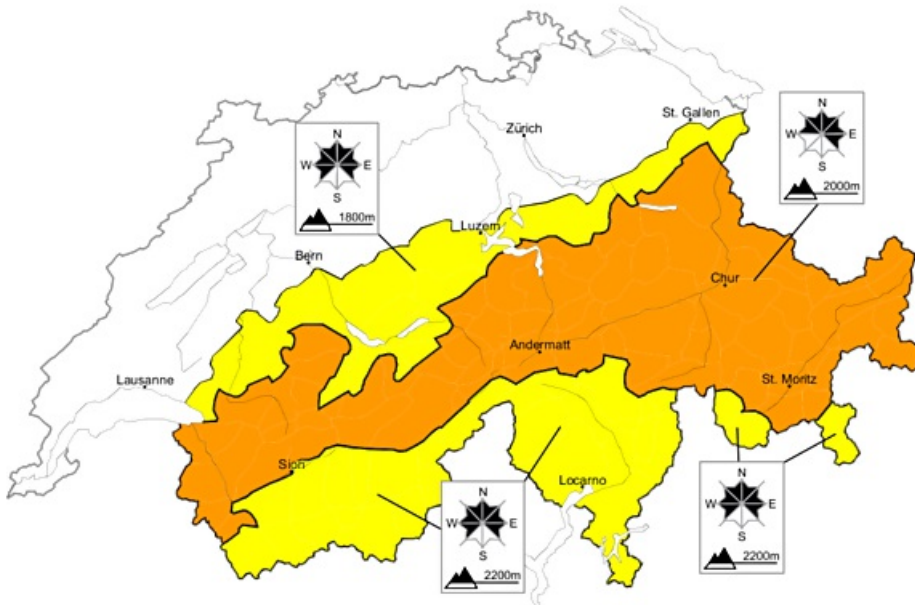 St. Gallen
Zürich
N
W E
S
2000m
N
W E
S
1800m
Luzern
Bern
Chur
Andermatt
Lausanne
St. Moritz
Sion
Locarno
N
W E
S
2200m
N
W E
S
2200m